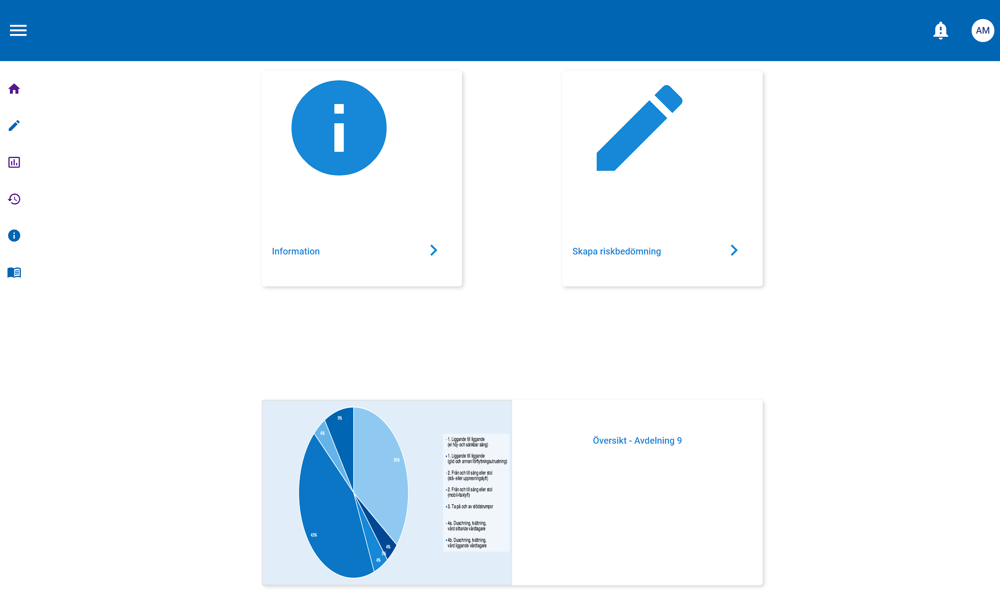 AM
Information
Skapa riskbedömning
9%
4%
36%
43%
4%
0%
4%
1. Liggande till liggande
(el höj- och sänkbar säng)
1. Liggande till liggande
(glid och annan förflyttningsutrustning)
2. Från och till säng eller stol
(stå- eller uppresningslyft)
2. Från och till säng eller stol
(mobil-/taklyft)
3. Ta på och av stödstrumpor
4a. Duschning, tvättning,
vård sittande vårdtagare
4b. Duschning, tvättning,
vård liggande vårdtagare
Översikt - Avdelning 9